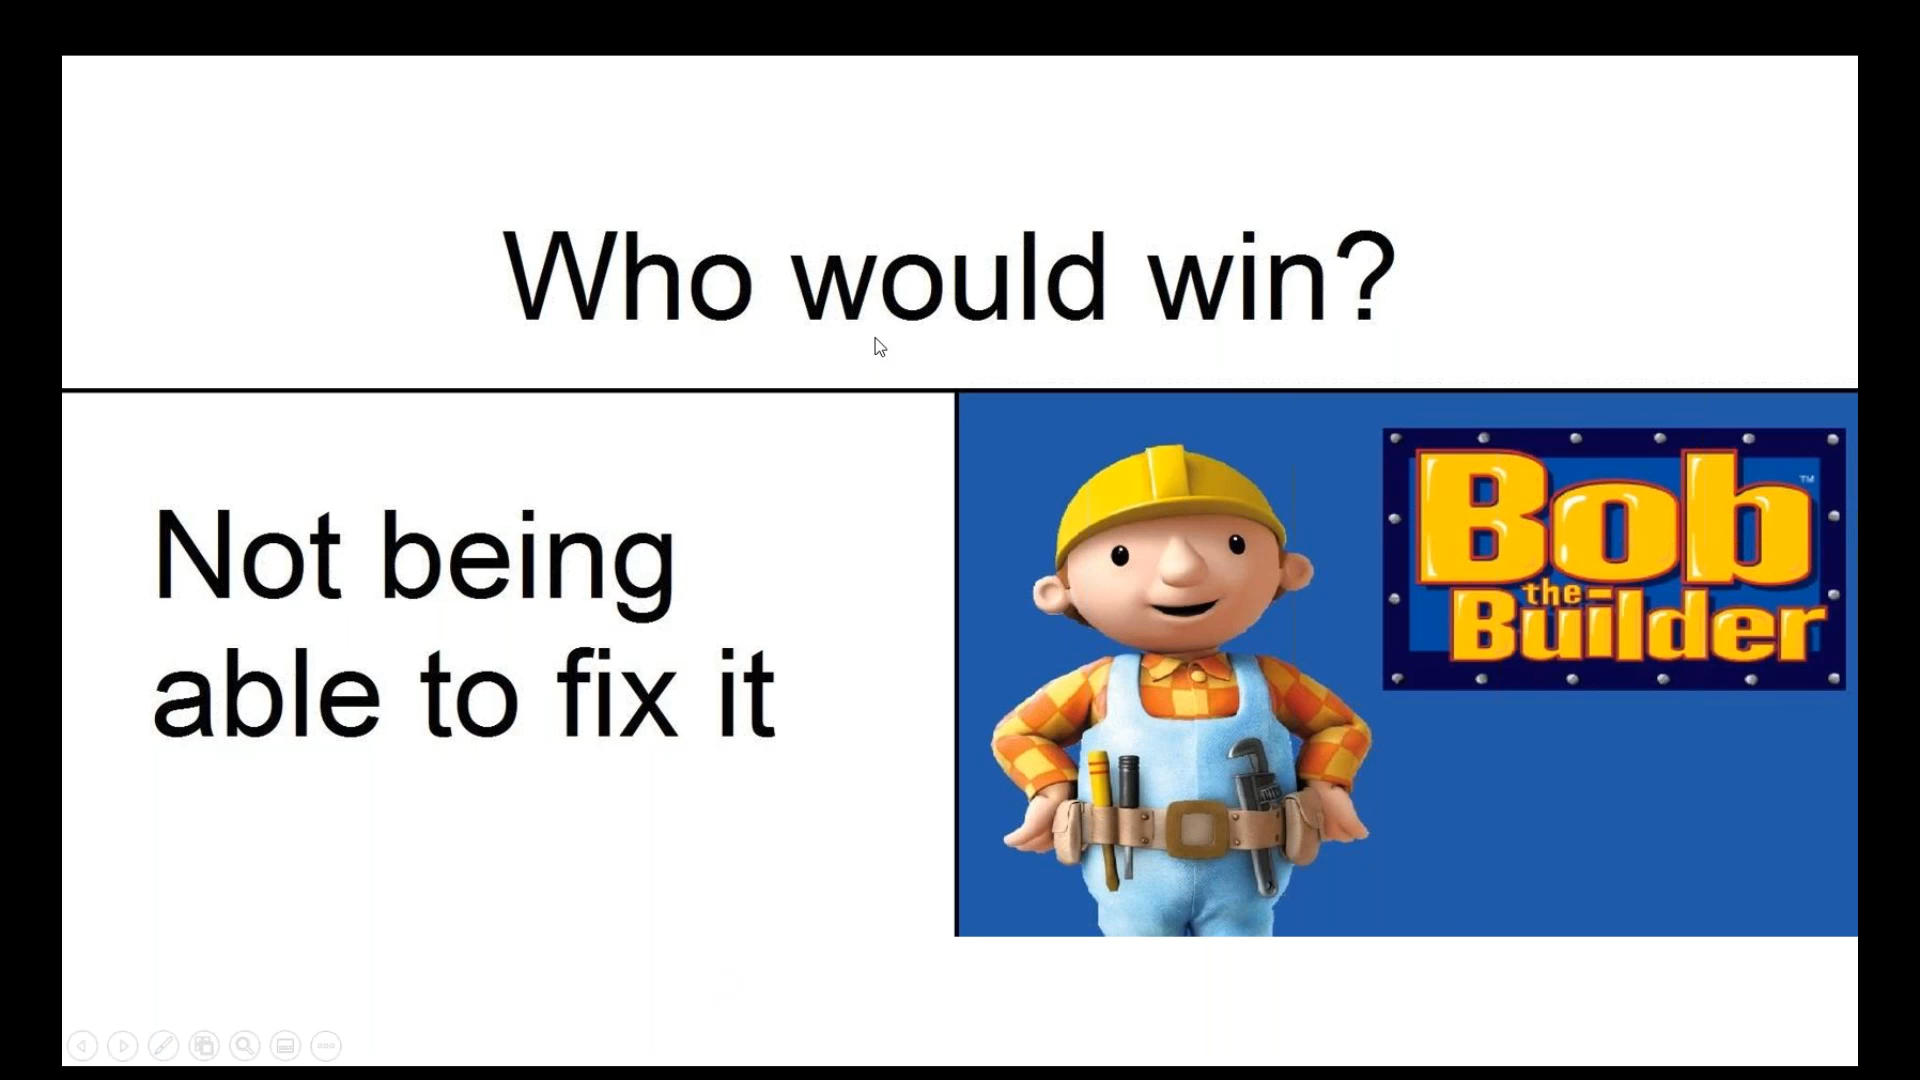 Who would win?
Not being
able to fix it
Bob
the
Builder
TM